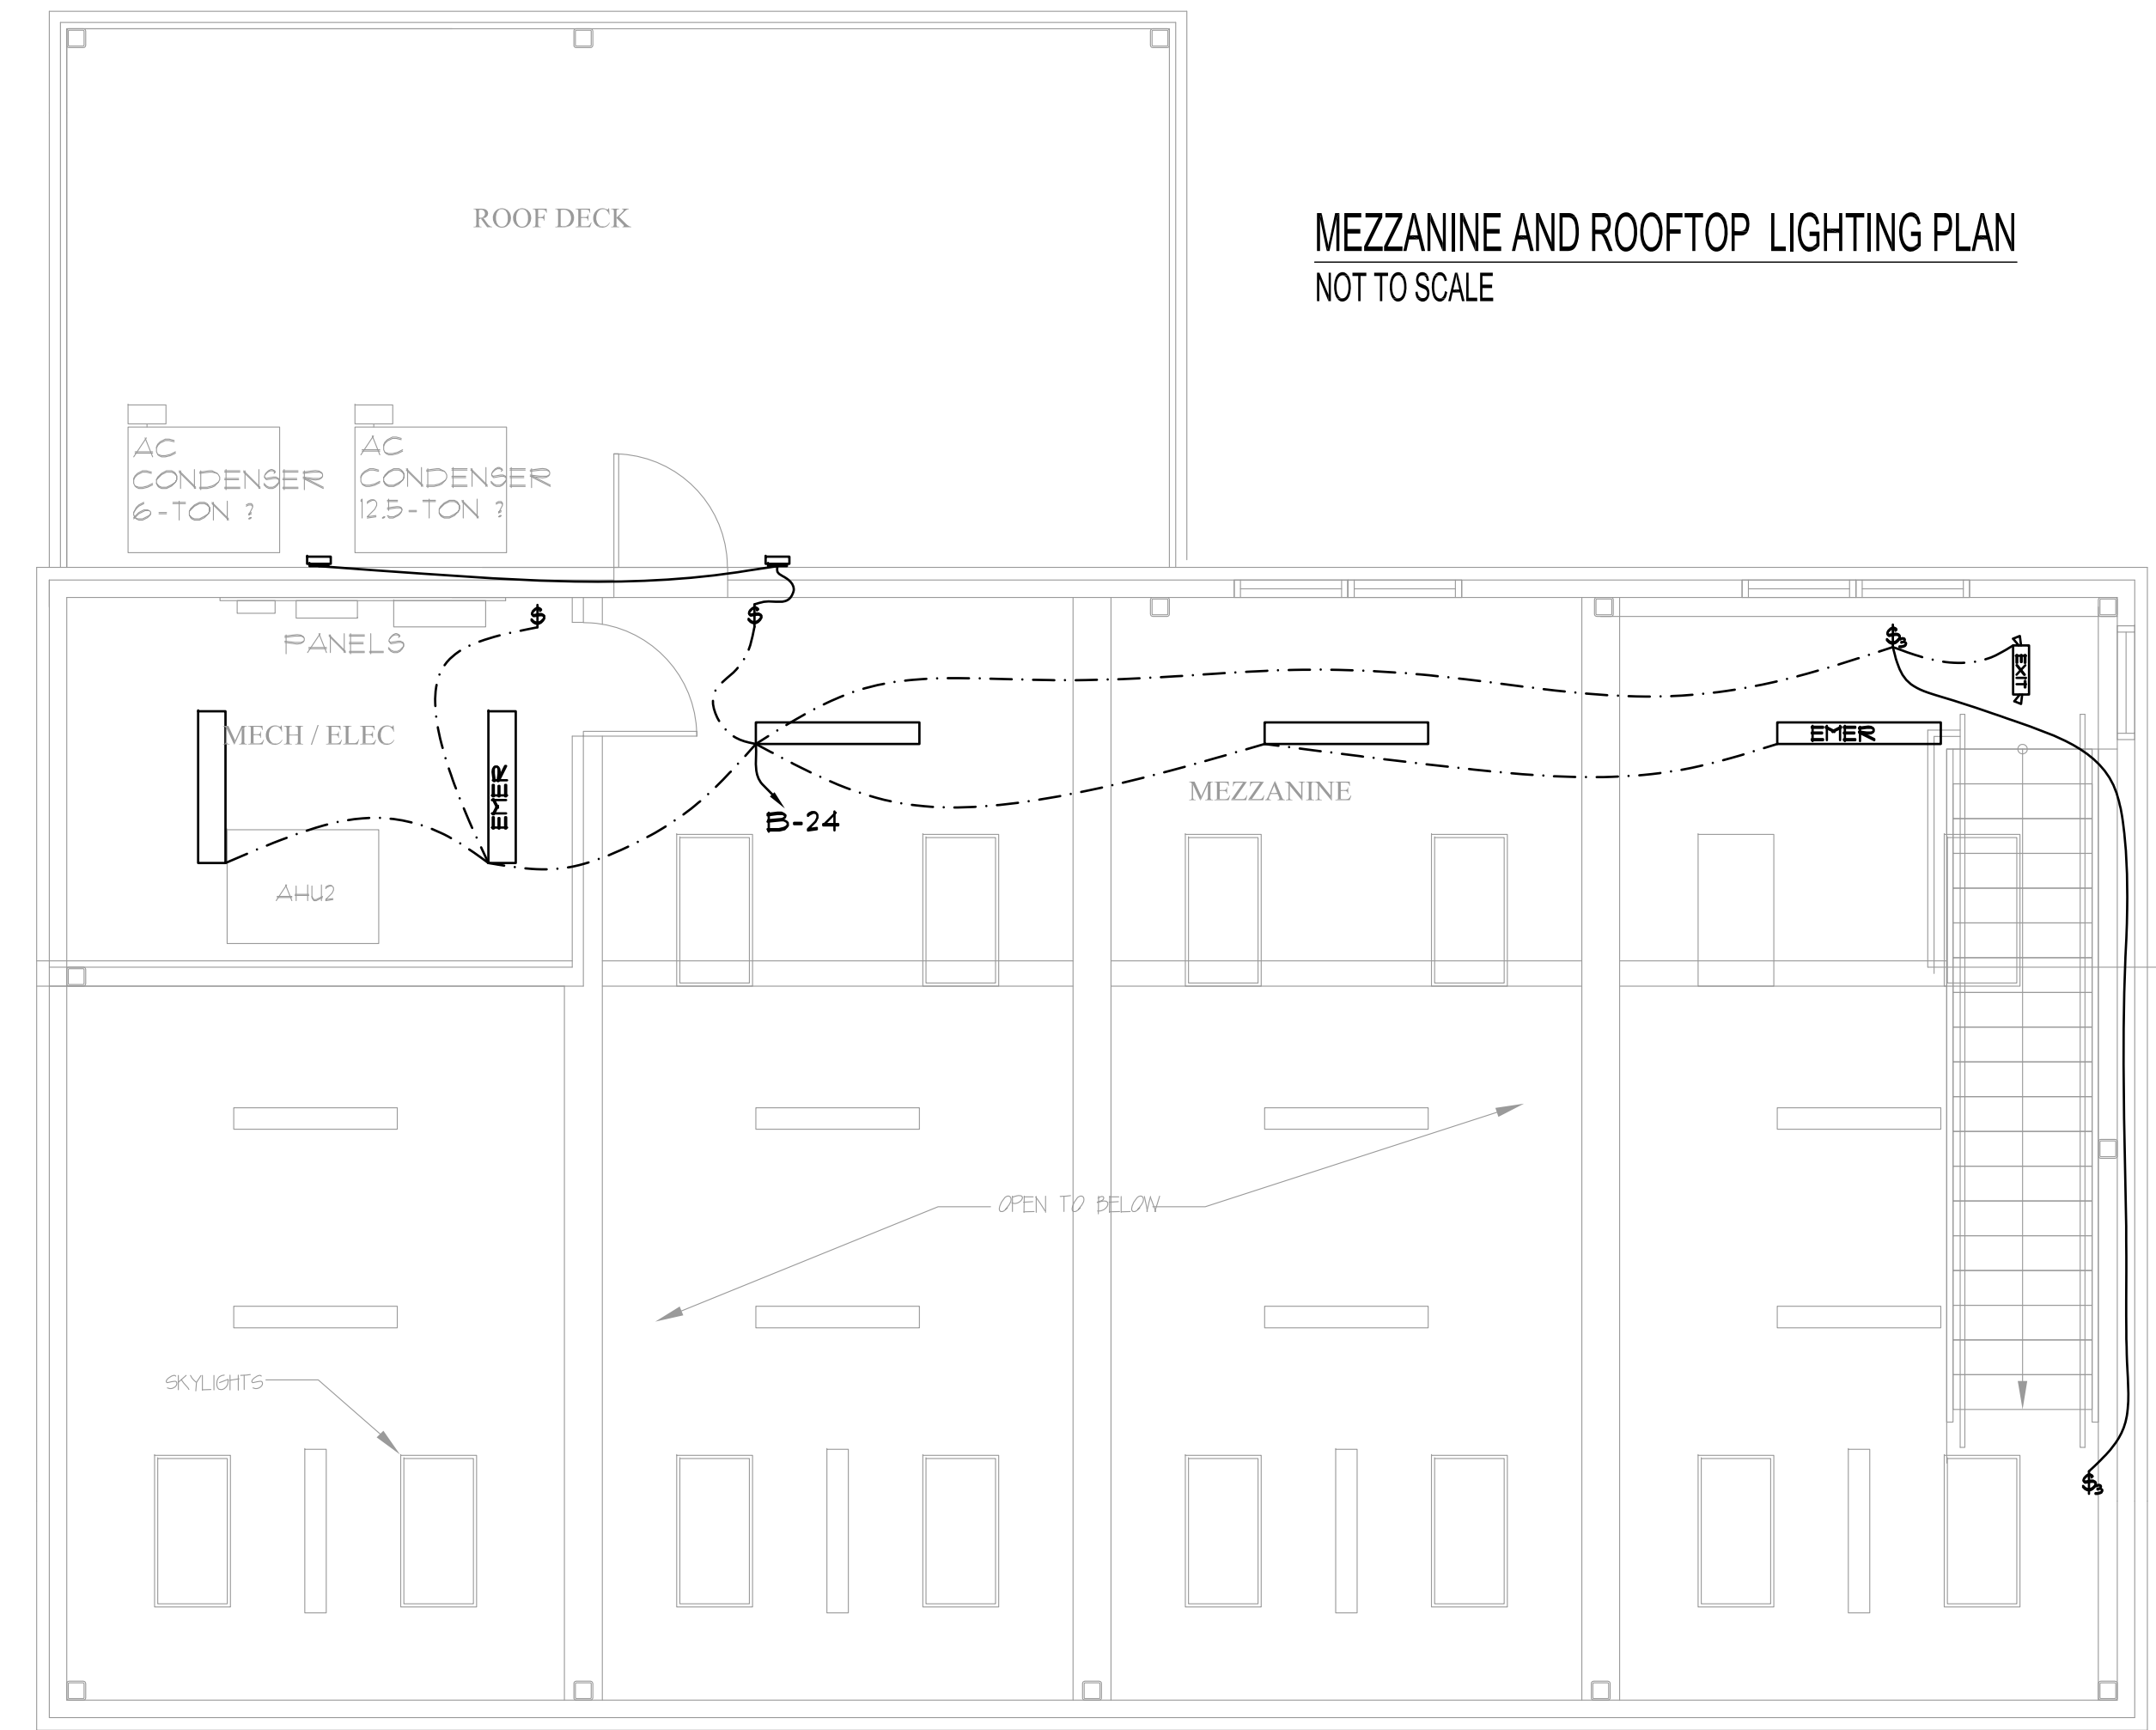 ROOF DECK
MEZZANINE AND ROOFTOP LIGHTING PLAN
NOT TO SCALE
AC
CONDENSER
6-TON ?
AC
CONDENSER
12.5-TON ?
$
$
$3
PANELS
EXIT
MECH / ELEC
EMER
EMER
MEZZANINE
B-24
AHU2
OPEN TO BELOW
SKYLIGHTS
$3